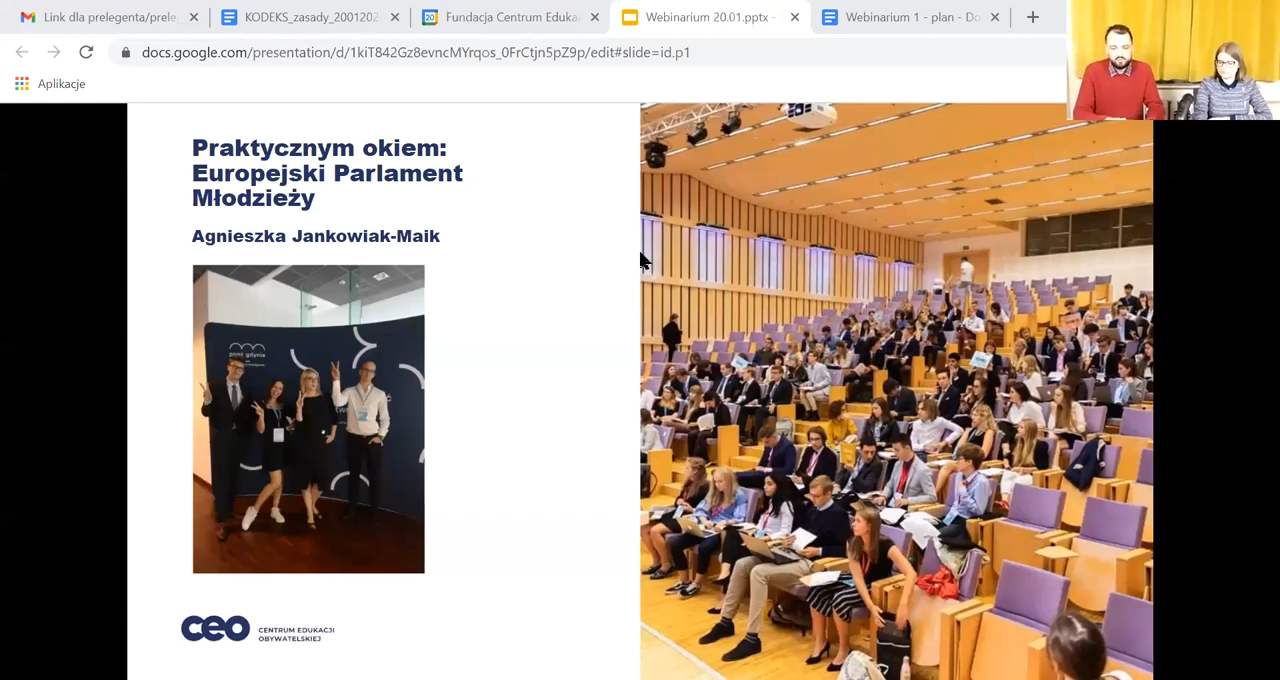 Link dla prelegenta/prele
KODEKS_zasady_2001202
Fundacja Centrum Eduka
Webinarium 20.01.pptx -
Webinarium 1 - plan - Do
docs.google.com/presentation/d/1kiT842Gz8evncMYrqos_0FrCtjn5pZ9p/edit#slide=id.p1
Aplikacje
Praktycznym okiem:
Europejski Parlament
Młodzieży
Agnieszka Jankowiak-Maik
ceo
CENTRUM EDUKACJI
OBYWATELSKIEJ